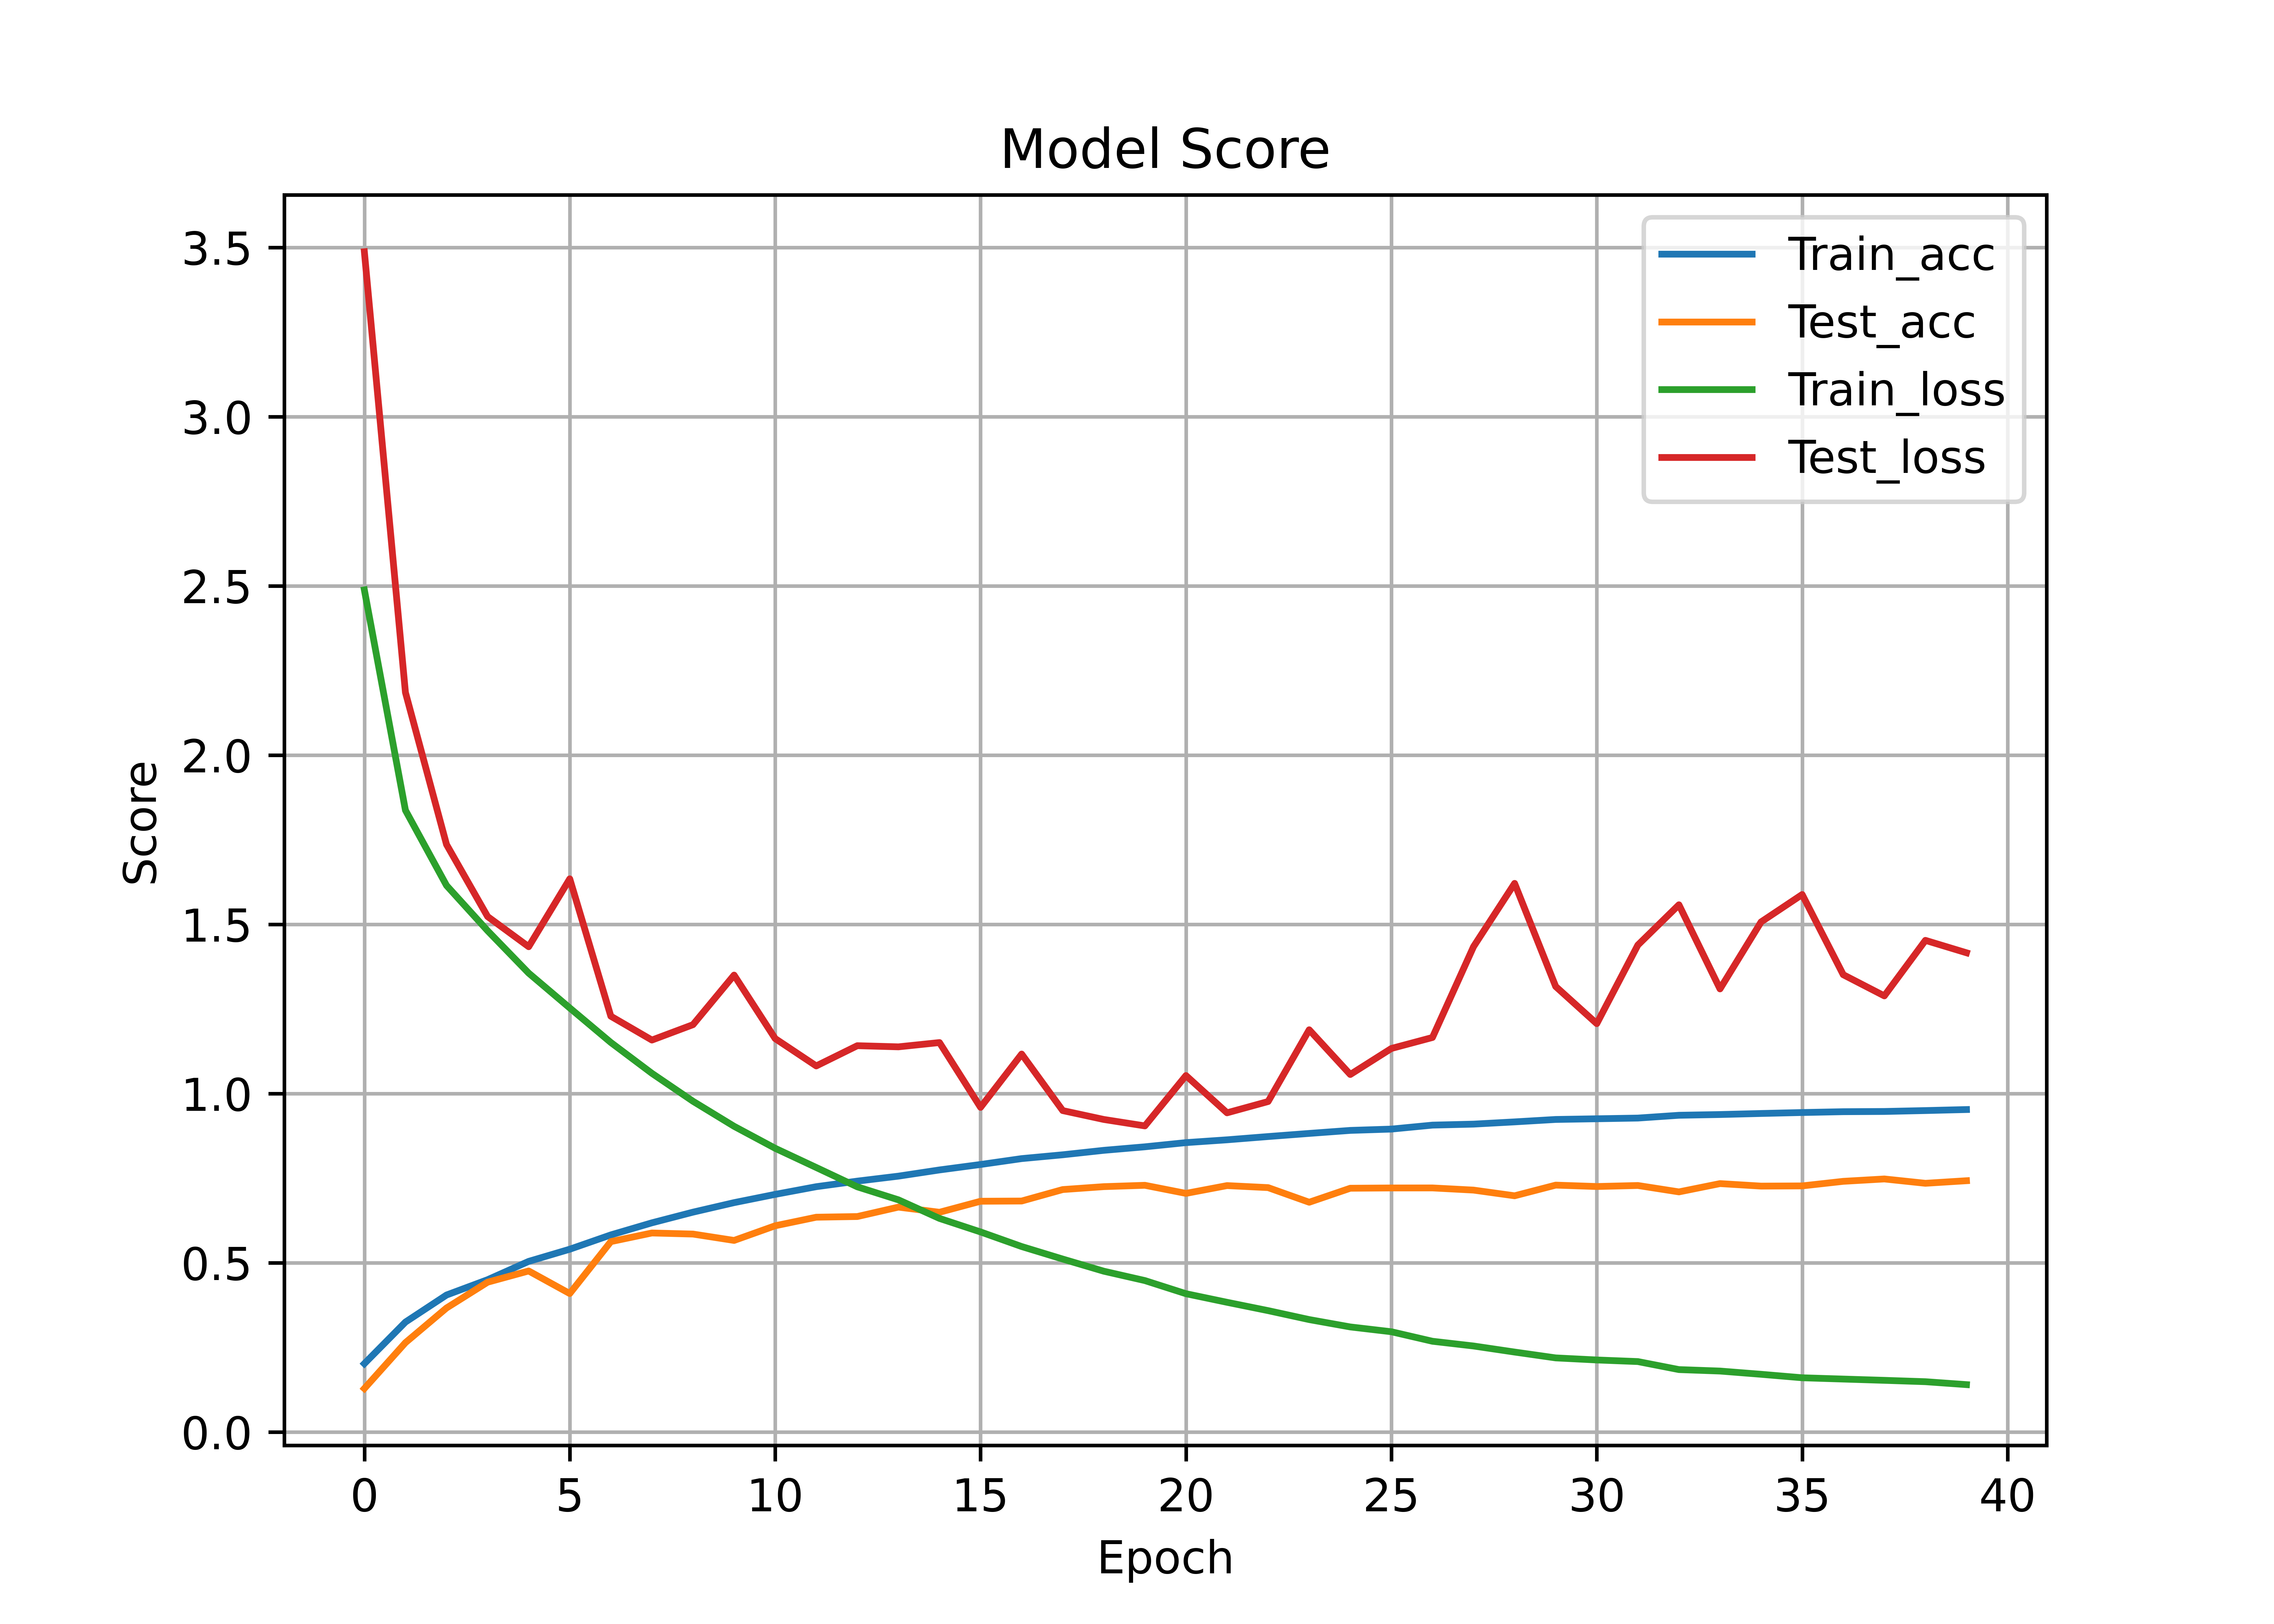 Model Score
3.5
3.0
2.5
2.0
1.5
1.0
0.5
0.0
Score
0 5 10 15 20 25 30 35 40
Epoch
Train_acc
Test_acc
Train_loss
Test_loss